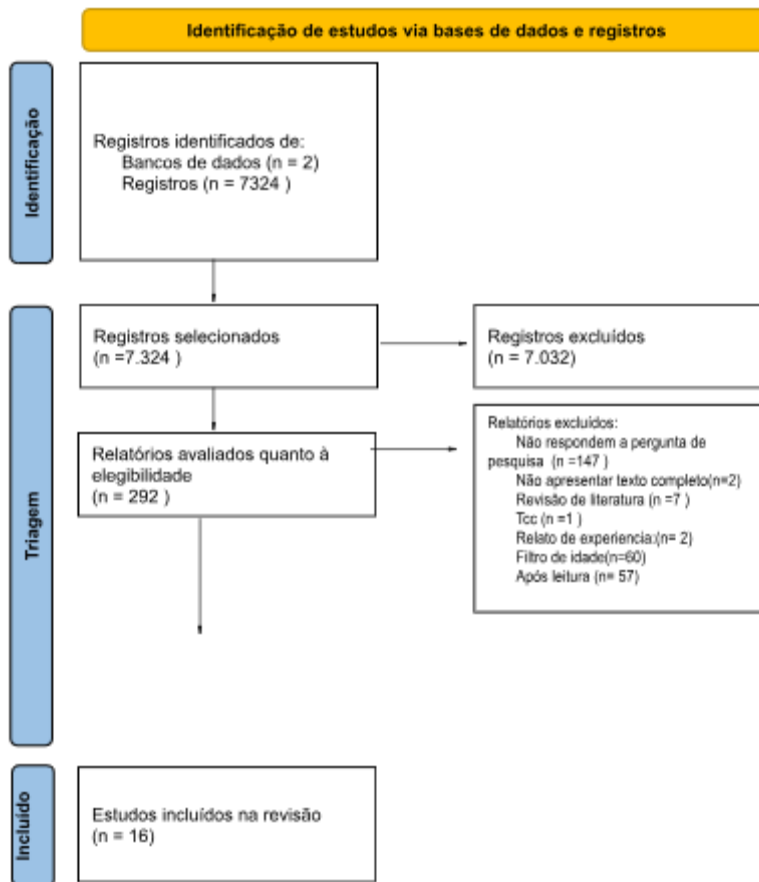 Identificação de estudos via bases de dados e registros
Identificação
Registros identificados de:
Bancos de dados (n = 2)
Registros (n = 7324 )
Triagem
Registros selecionados
(n =7.324 )
Registros excluídos
(n = 7.032)
Relatórios avaliados quanto à
elegibilidade
(n = 292 )
Relatórios excluídos:
Não respondem a pergunta de
pesquisa (n =147 )
Não apresentar texto completo(n=2)
Revisão de literatura (n =7 )
Tcc (n =1 )
Relato de experiencia:(n= 2)
Filtro de idade(n=60)
Após leitura (n= 57)
Incluído
Estudos incluídos na revisão
(n = 16)